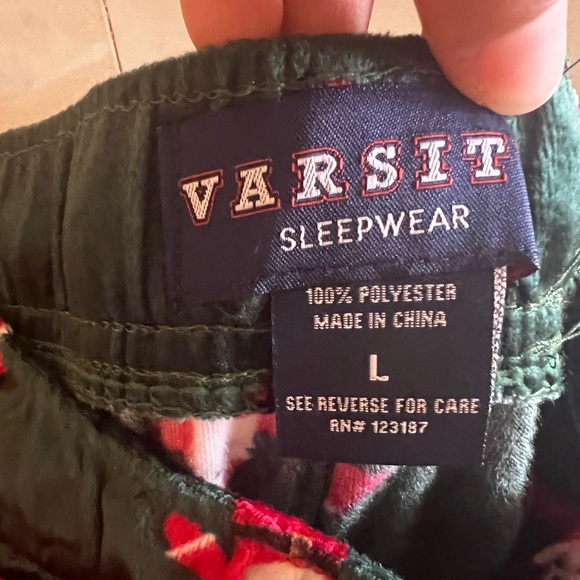 VARSIT
SLEEPWEAR
100% POLYESTER
MADE IN CHINA
L
SEE REVERSE FOR CARE
RN# 123187